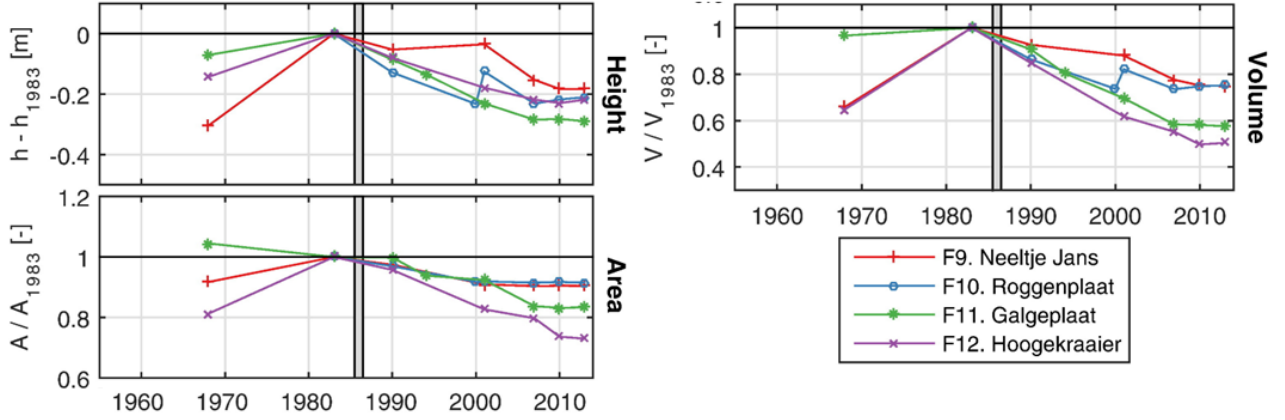 0
-0.2
-0.4
h - h1983 [m]
Height
1.2
1
0.8
0.6
A / A1983 [-]
Area
1960 1970 1980 1990 2000 2010
1
0.8
0.6
0.4
V / V1983 [-]
Volume
1960 1970 1980 1990 2000 2010
F9. Neeltje Jans
F10. Roggenplaat
F11. Galgeplaat
F12. Hoogekraaier